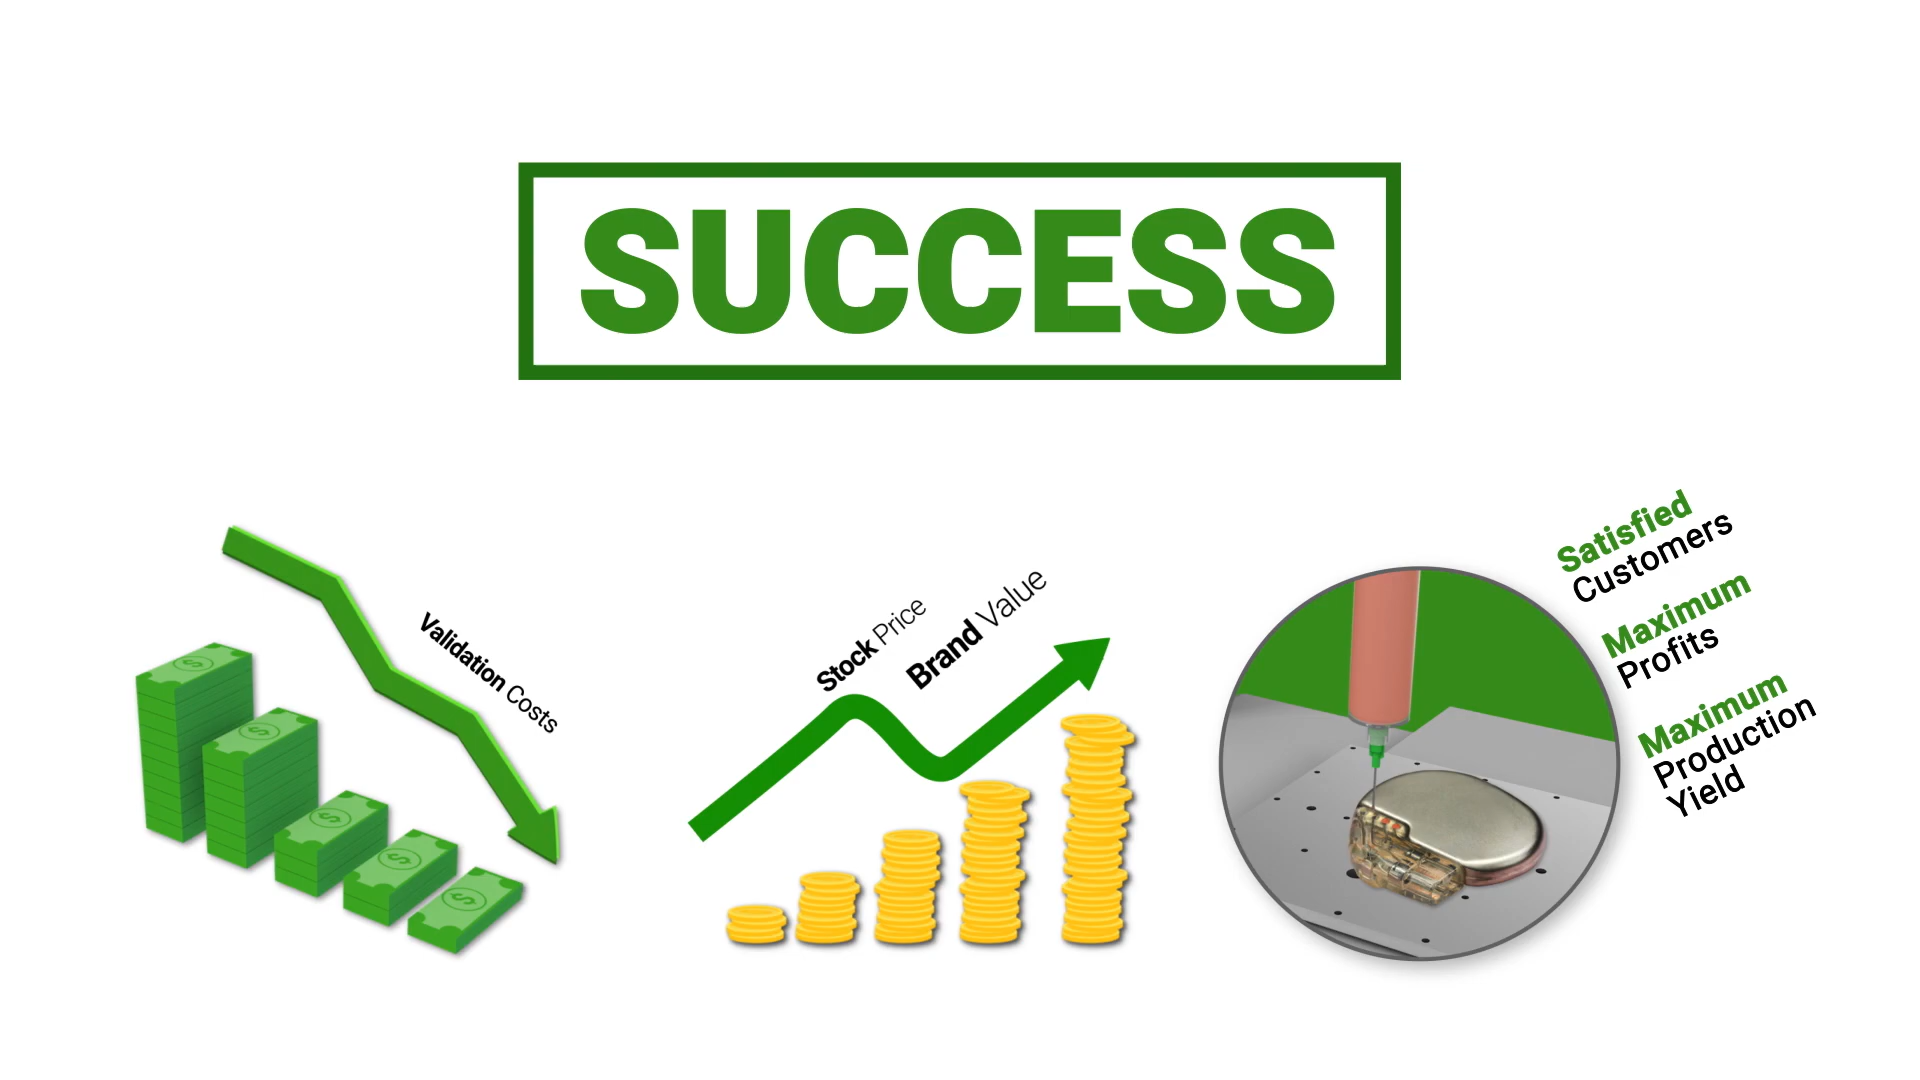 SUCCESS
Validation Costs
Stock Price
Brand Value
Satisfied
Customers
Maximum
Profits
Maximum
Production
Yield